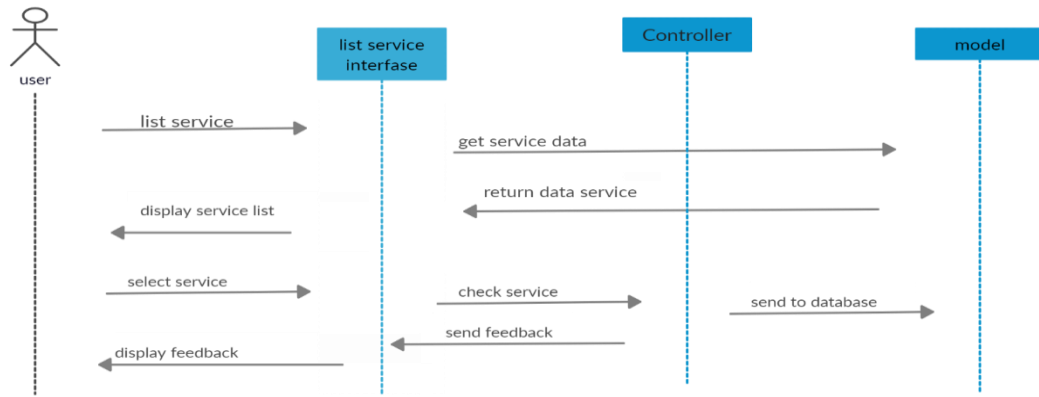 user
list service
interfase
Controller
model
list service
get service data
return data service
display service list
select service
check service
send to database
send feedback
display feedback